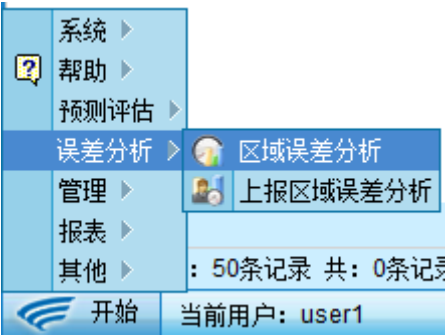 系统
帮助
预测评估
误差分析
区域误差分析
管理
上报区域误差分析
报表
其他
：50条记录 共：0条记录
开始
当前用户：user1